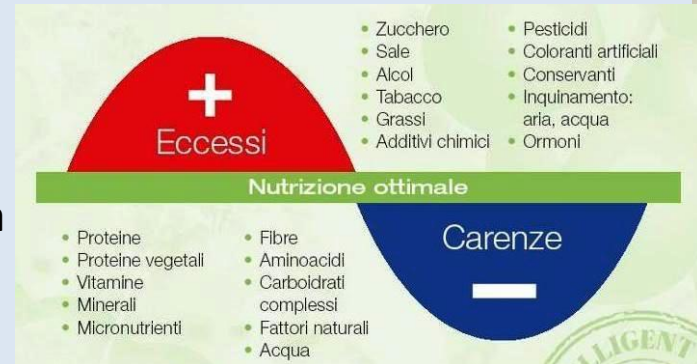 +
Eccessi
• Zucchero
• Sale
• Alcol
• Tabacco
• Grassi
• Additivi chimici
• Pesticidi
• Coloranti artificiali
• Conservanti
• Inquinamento:
aria, acqua
• Ormoni
Nutrizione ottimale
• Proteine
• Proteine vegetali
• Vitamine
• Minerali
• Micronutrienti
• Fibre
• Aminoacidi
• Carboidrati
complessi
• Fattori naturali
• Acqua
Carenze
−